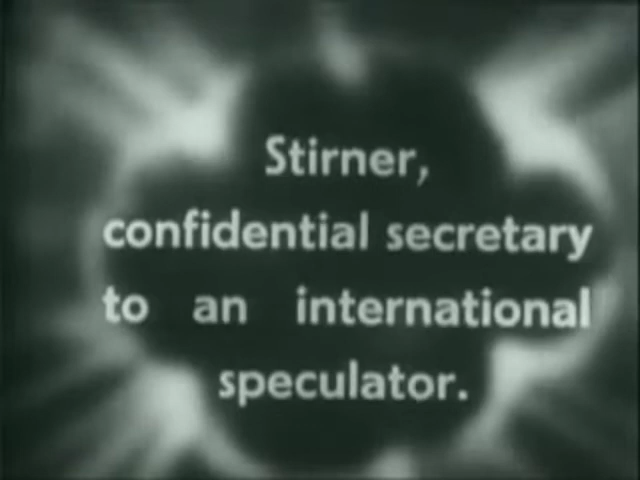 Stirner,
confidential secretary
to an international
speculator.